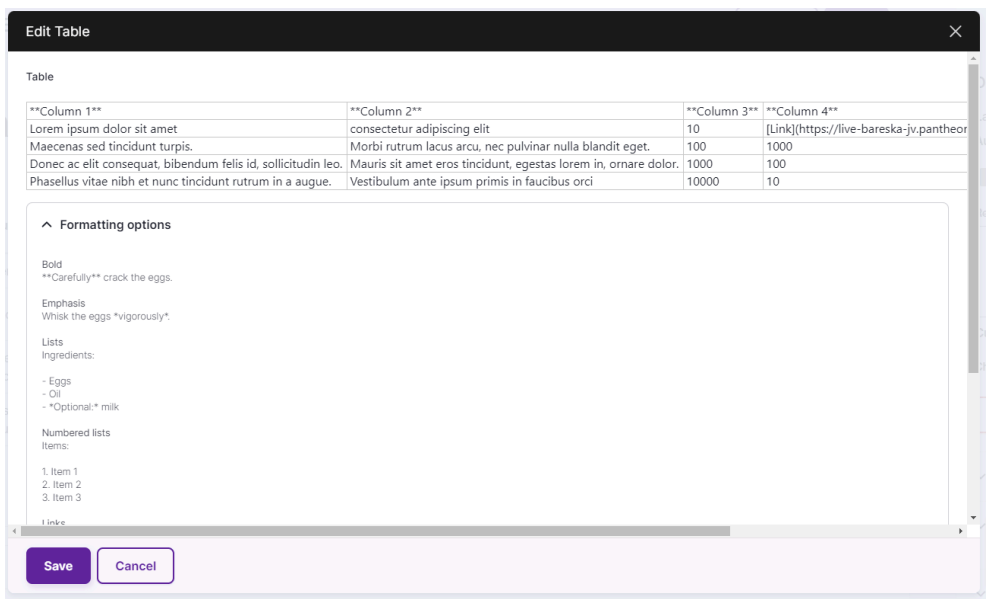 Edit Table
Table
**Column 1** **Column 2** **Column 3** **Column 4**
Lorem ipsum dolor sit amet consectetur adipiscing elit 10 [Link](https://live-bareska-jv.pantheor
Maecenas sed tincidunt turpis. Morbi rutrum lacus arcu, nec pulvinar nulla blandit eget. 100 1000
Donec ac elit consequat, bibendum felis id, sollicitudin leo. Mauris sit amet eros tincidunt, egestas lorem in, ornare dolor. 1000 100
Phasellus vitae nibh et nunc tincidunt rutrum in a augue. Vestibulum ante ipsum primis in faucibus orci 10000 10
Formatting options
Bold
**Carefully** crack the eggs.
Emphasis
Whisk the eggs *vigorously*.
Lists
Ingredients:
- Eggs
- Oil
- *Optional:* milk
Numbered lists
Items:
1. Item 1
2. Item 2
3. Item 3
Links
Save Cancel